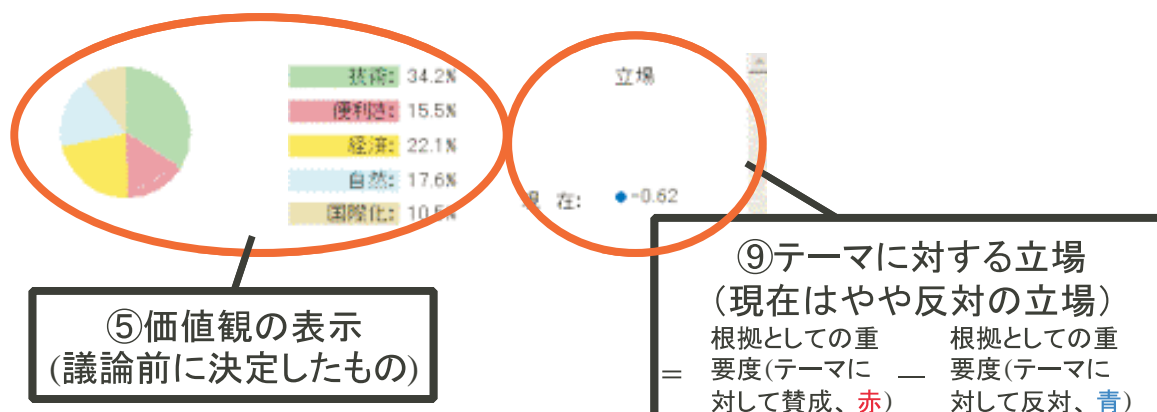 技術: 34.2%
便利さ: 15.5%
経済: 22.1%
自然: 17.6%
国際化: 10.5%
立場
現 在: -0.62
⑤価値観の表示
(議論前に決定したもの)
⑨テーマに対する立場
(現在はやや反対の立場)
根拠としての重 根拠としての重
= 要度(テーマに — 要度(テーマに
対して賛成、赤) 対して反対、青)